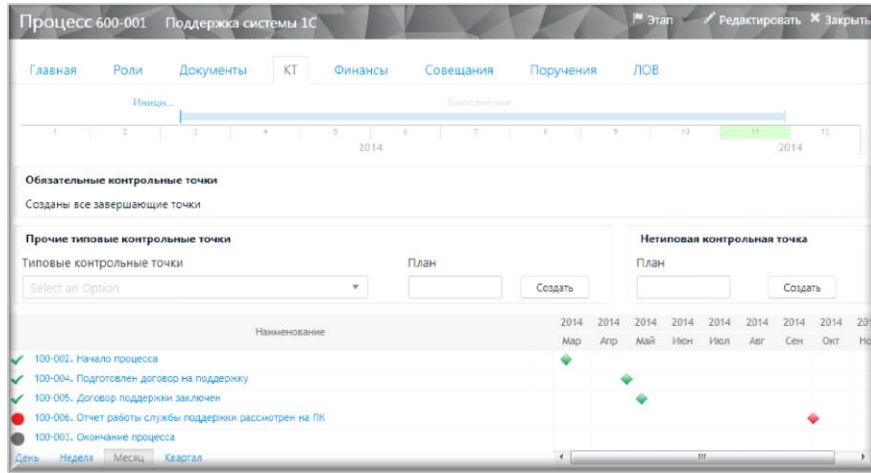 Процесс 600-001 Поддержка системы 1С Этап Редактировать Закрыть
Главная Роли Документы КТ Финансы Совещания Поручения ЛОВ
Иници... Выполнение
1 2 3 4 5 6 7 8 9 10 11 12
2014 2014
Обязательные контрольные точки
Созданы все завершающие точки
Прочие типовые контрольные точки Нетиповая контрольная точка
Типовые контрольные точки План План
Select an Option Создать Создать
2014 2014 2014 2014 2014 2014 2014 2014 201
Наименование
Мар Апр Май Июн Июл Авг Сен Окт Но
100-002. Начало процесса
100-004. Подготовлен договор на поддержку
100-005. Договор поддержки заключен
100-006. Отчет работы службы поддержки рассмотрен на ПК
100-003. Окончание процесса
День Неделя Месяц Квартал